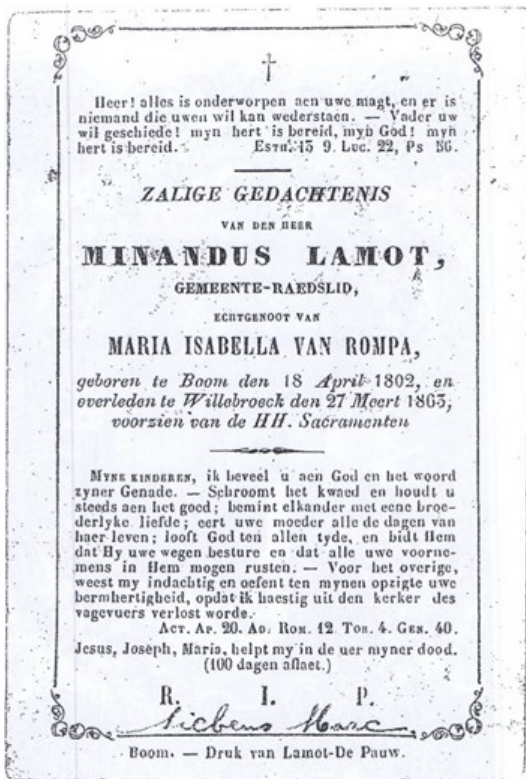 Heer! alles is onderworpen aen uwe magt, en er is
niemand die uwen wil kan wederstaen. — Vader uw
wil geschiede! myn hert is bereid, myn God! myn
hert is bereid. Esth. 13 9. Luc. 22, Ps 56.
ZALIGE GEDACHTENIS
VAN DEN HEER
MINANDUS LAMOT,
GEMEENTE-RAEDSLID,
ECHTGENOOT VAN
MARIA ISABELLA VAN ROMPA,
geboren te Boom den 18 April 1802, en
overleden te Willebroeck den 27 Meert 1863,
voorzien van de HH. Sacramenten
MYNE KINDEREN, ik beveel u aen God en het woord
zyner Genade. — Schroomt het kwaed en houdt u
steeds aen het goed; bemint elkander met eene broe-
derlyke liefde; eert uwe moeder alle de dagen van
haer leven; looft God ten allen tyde, en bidt Hem
dat Hy uwe wegen besture en dat alle uwe voorne-
mens in Hem mogen rusten. — Voor het overige,
weest my indachtig en oefent ten mynen opzigte uwe
bermhertigheid, opdat ik haestig uit den kerker des
vagevuers verlost worde.
ACT. AP. 20. AD. ROM. 12. TOB. 4. GEN. 40.
Jesus, Joseph, Maria, helpt my in de uer myner dood.
(100 dagen aflaet.)
R. I. P.
Siebens Marc
Boom. — Druk van Lamot-De Pauw.